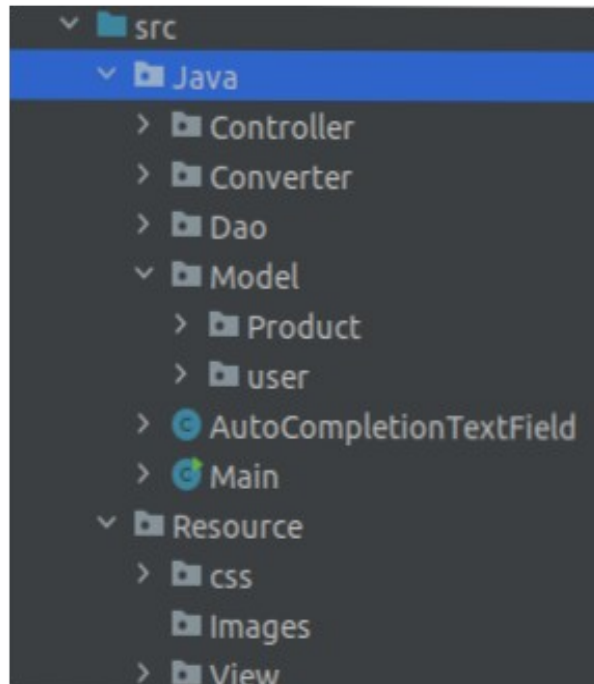 src
Java
Controller
Converter
Dao
Model
Product
user
AutoCompletionTextField
Main
Resource
css
Images
View